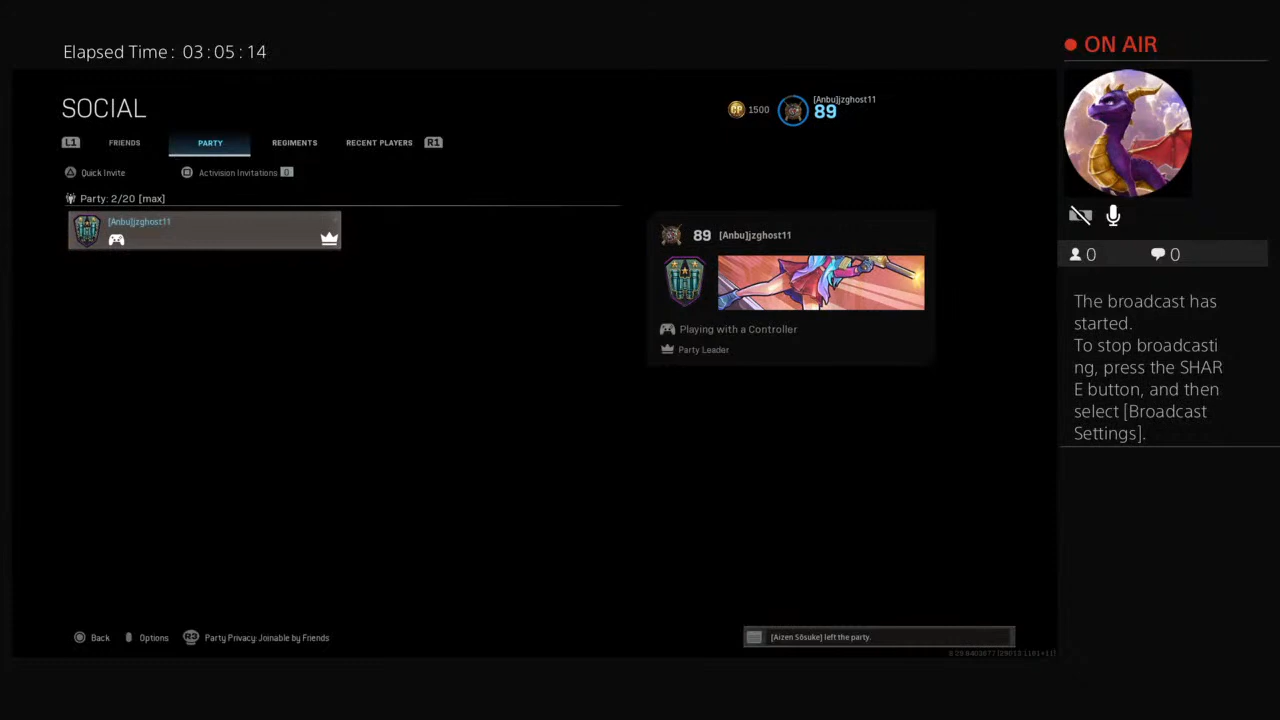 Elapsed Time: 03:05:14
ON AIR
SOCIAL
CP 1500
[Anbu]jzghost11
89
L1 FRIENDS PARTY REGIMENTS RECENT PLAYERS R1
Quick Invite Activision Invitations 0
Party: 2/20 [max]
[Anbu]jzghost11
89 [Anbu]jzghost11
Playing with a Controller
Party Leader
0 0
The broadcast has
started.
To stop broadcasti
ng, press the SHAR
E button, and then
select [Broadcast
Settings].
Back Options Party Privacy: Joinable by Friends
[Aizen Sōsuke] left the party.